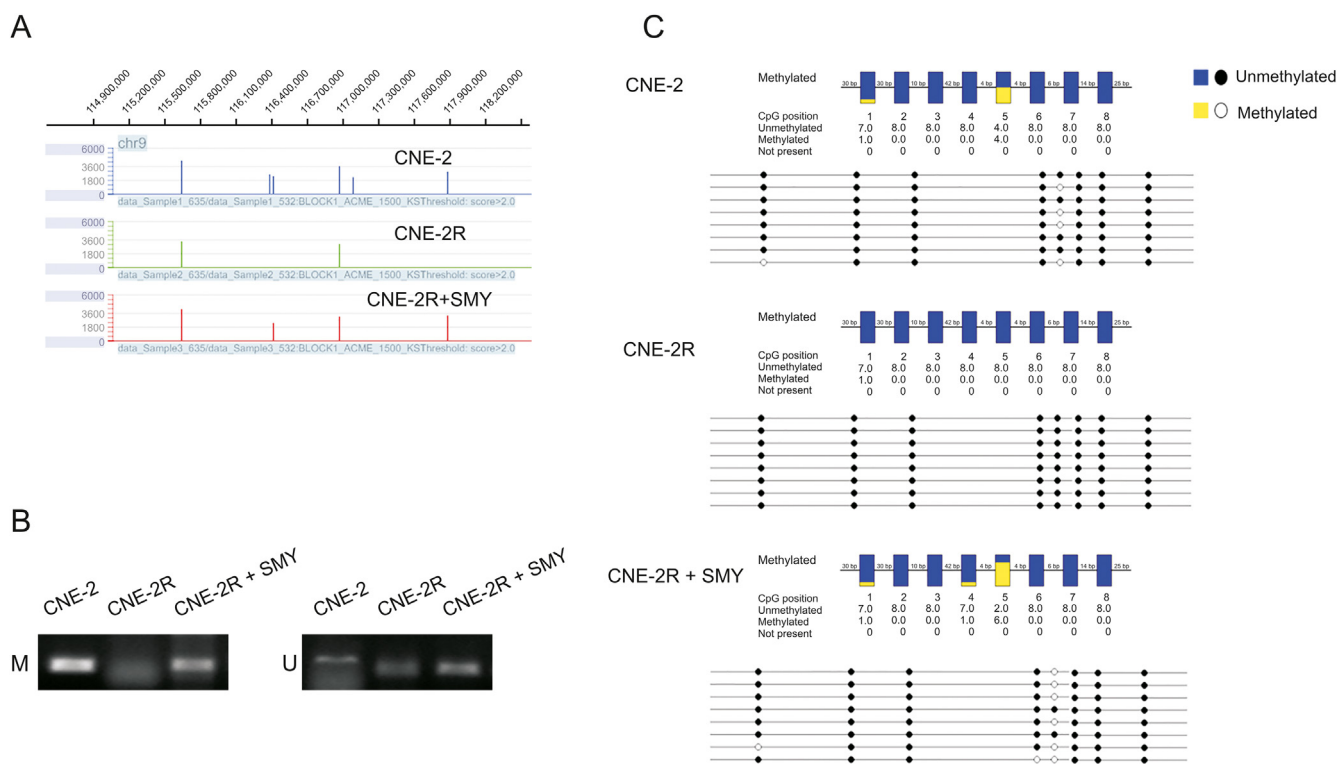 A
114,900,000 115,200,000 115,500,000 115,800,000 116,100,000 116,400,000 116,700,000 117,000,000 117,300,000 117,600,000 117,900,000 118,200,000
chr9
6000
3600
1800
0
CNE-2
data_Sample1_635/data_Sample1_532:BLOCK1_ACME_1500_KSThreshold: score>2.0
6000
3600
1800
0
CNE-2R
data_Sample2_635/data_Sample2_532:BLOCK1_ACME_1500_KSThreshold: score>2.0
6000
3600
1800
0
CNE-2R+SMY
data_Sample3_635/data_Sample3_532:BLOCK1_ACME_1500_KSThreshold: score>2.0
B
CNE-2 CNE-2R CNE-2R + SMY
M
CNE-2 CNE-2R CNE-2R + SMY
U
C
CNE-2
Methylated
30 bp 30 bp 10 bp 42 bp 4 bp 4 bp 10 bp 14 bp 25 bp
CpG position 1 2 3 4 5 6 7 8
Unmethylated 7.0 8.0 8.0 8.0 4.0 8.0 8.0 8.0
Methylated 1.0 0.0 0.0 0.0 4.0 0.0 0.0 0.0
Not present 0 0 0 0 0 0 0 0
Unmethylated
Methylated
CNE-2R
Methylated
30 bp 30 bp 10 bp 42 bp 4 bp 4 bp 10 bp 14 bp 25 bp
CpG position 1 2 3 4 5 6 7 8
Unmethylated 7.0 8.0 8.0 8.0 8.0 8.0 8.0 8.0
Methylated 1.0 0.0 0.0 0.0 0.0 0.0 0.0 0.0
Not present 0 0 0 0 0 0 0 0
CNE-2R + SMY
Methylated
30 bp 30 bp 10 bp 42 bp 4 bp 4 bp 10 bp 14 bp 25 bp
CpG position 1 2 3 4 5 6 7 8
Unmethylated 7.0 8.0 8.0 7.0 2.0 8.0 8.0 8.0
Methylated 1.0 0.0 0.0 1.0 6.0 0.0 0.0 0.0
Not present 0 0 0 0 0 0 0 0